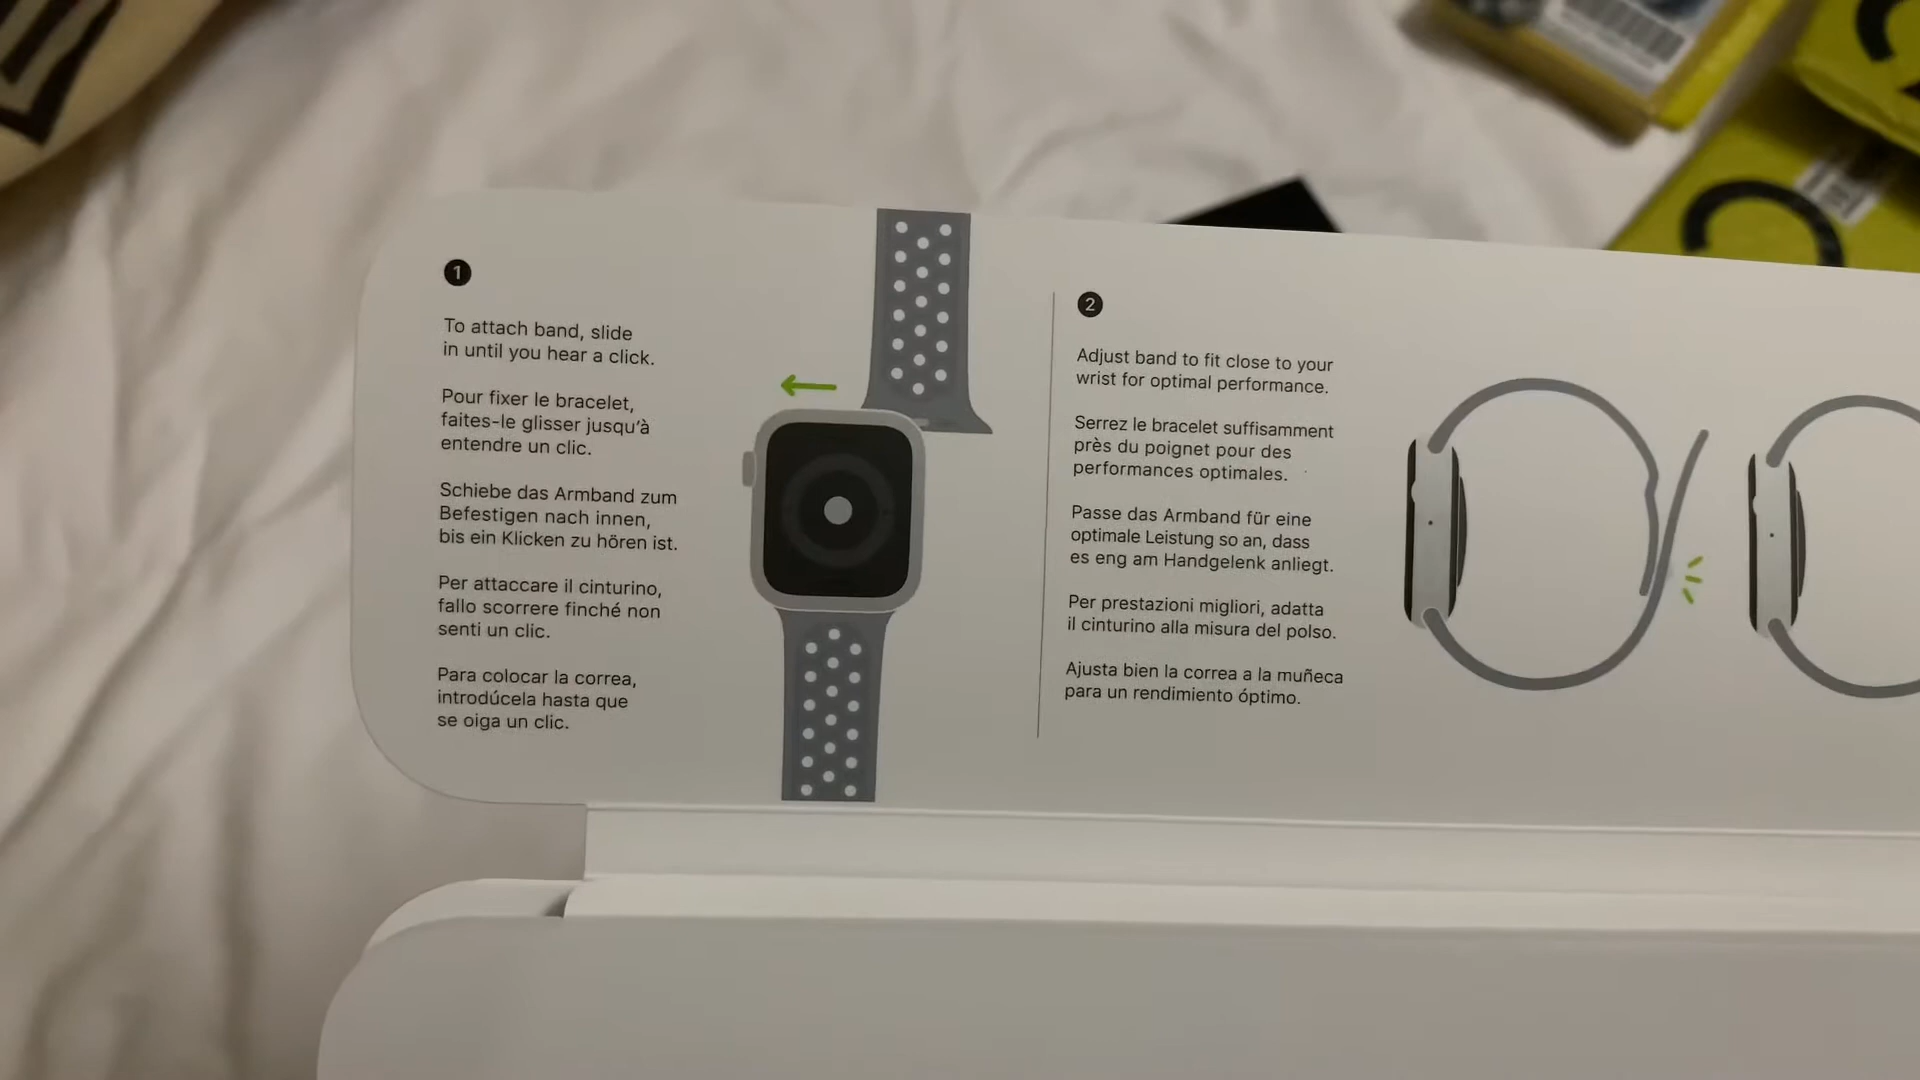 1
To attach band, slide
in until you hear a click.
Pour fixer le bracelet,
faites-le glisser jusqu'à
entendre un clic.
Schiebe das Armband zum
Befestigen nach innen,
bis ein Klicken zu hören ist.
Per attaccare il cinturino,
fallo scorrere finché non
senti un clic.
Para colocar la correa,
introdúcela hasta que
se oiga un clic.
2
Adjust band to fit close to your
wrist for optimal performance.
Serrez le bracelet suffisamment
près du poignet pour des
performances optimales.
Passe das Armband für eine
optimale Leistung so an, dass
es eng am Handgelenk anliegt.
Per prestazioni migliori, adatta
il cinturino alla misura del polso.
Ajusta bien la correa a la muñeca
para un rendimiento óptimo.